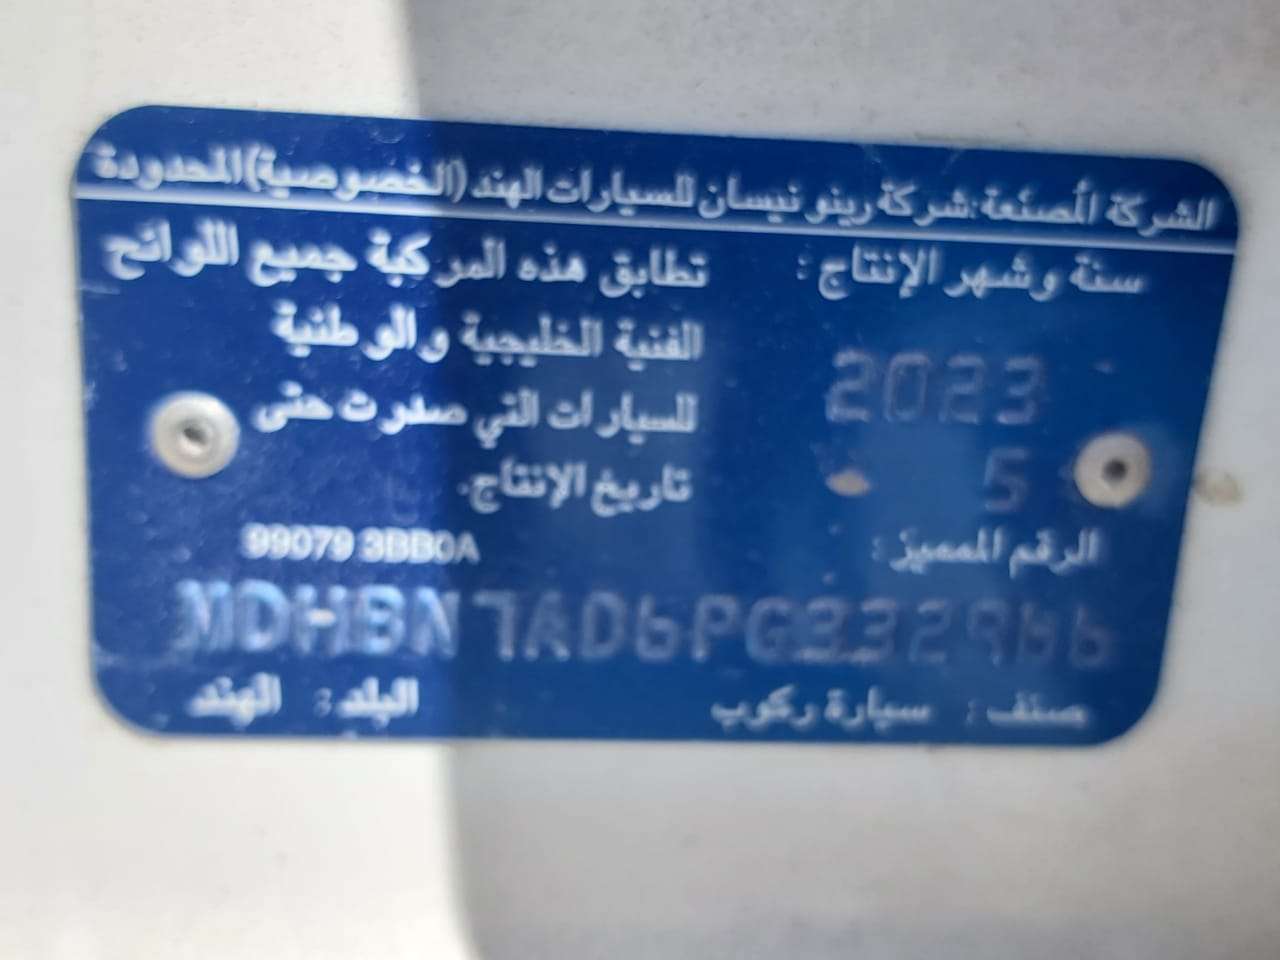 الشركة المصنعة: شركة رينو نيسان للسيارات الهند (الخصوصية) المحدودة
سنة وشهر الإنتاج :
2023
5
تطابق هذه المركبة جميع اللوائح
الفنية الخليجية والوطنية
للسيارات التي صدرت حتى
تاريخ الإنتاج.
الرقم المميز :
99079 3BB0A
MDHBN7AD6PG332966
صنف : سيارة ركوب
البلد : الهند